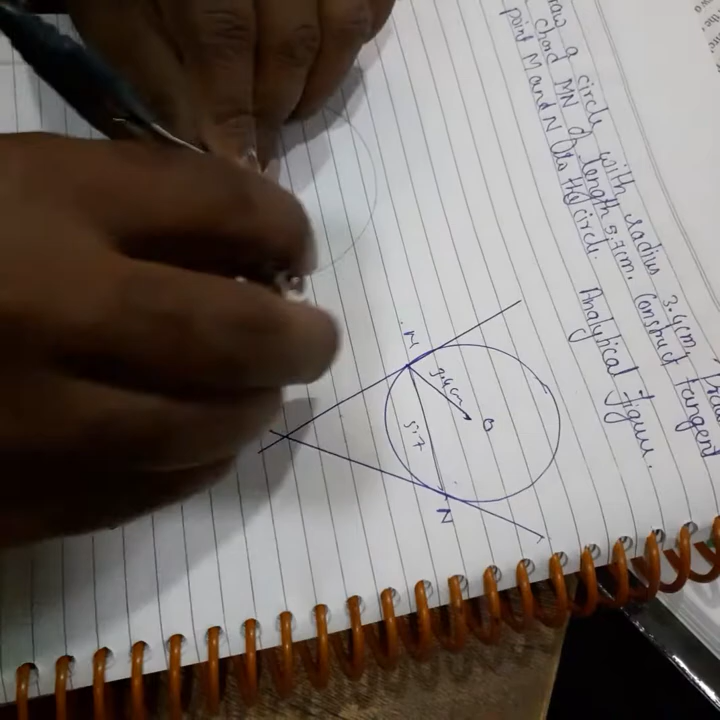 Draw a circle with radius 3.4cm,
a chord MN of length 5.7cm. Construct tangent
point M and N to the circle.
Analytical figure.
M
3.4cm
O
5.7
N